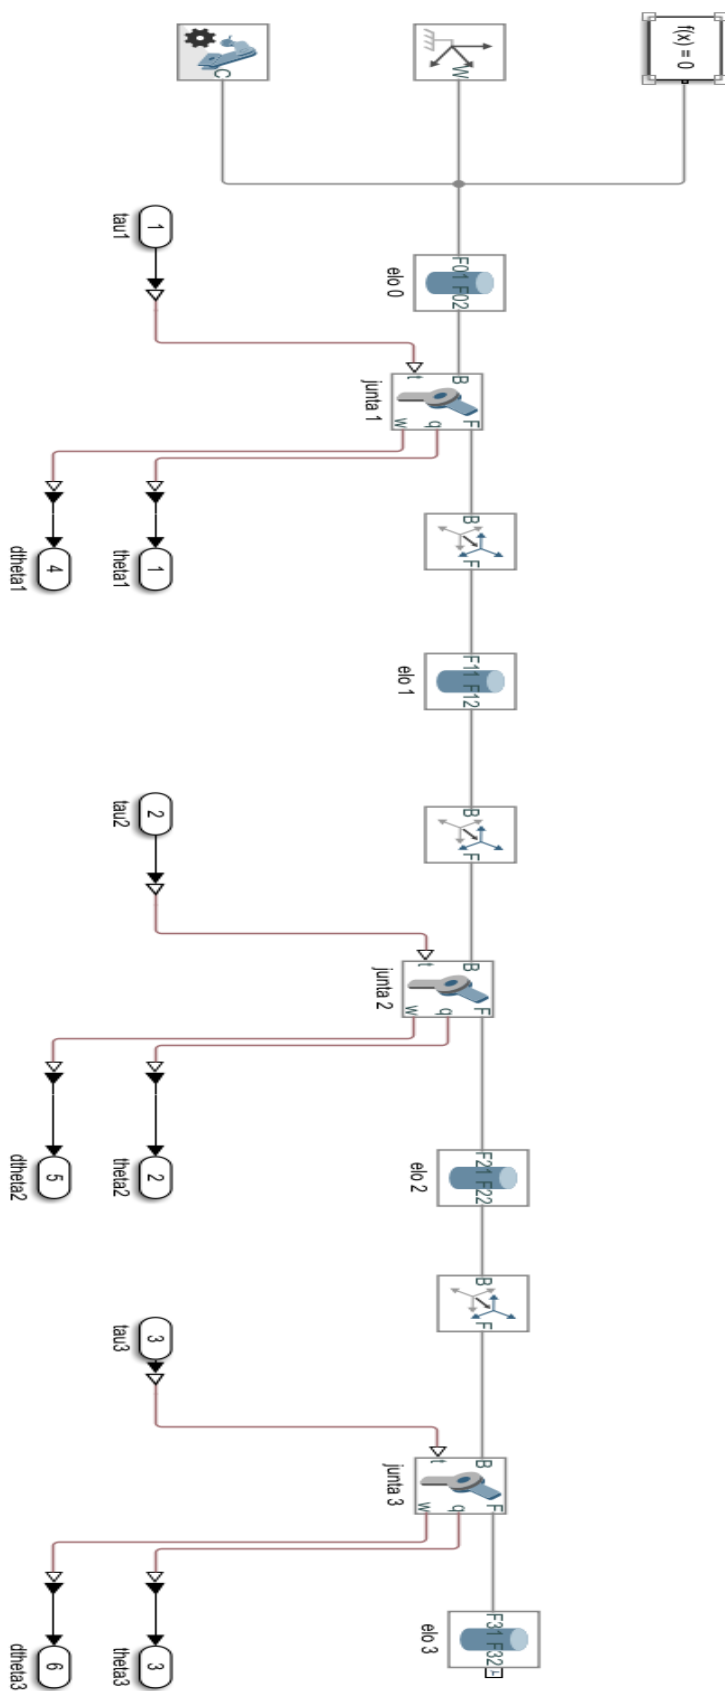 f(x) = 0
W
C
1
tau1
F01 F02
elo 0
B
t
F
q
w
junta 1
1
theta1
4
dtheta1
B
F
F11 F12
elo 1
B
F
2
tau2
B
t
F
q
w
junta 2
2
theta2
5
dtheta2
F21 F22
elo 2
B
F
3
tau3
B
t
F
q
w
junta 3
3
theta3
6
dtheta3
F31 F32
elo 3